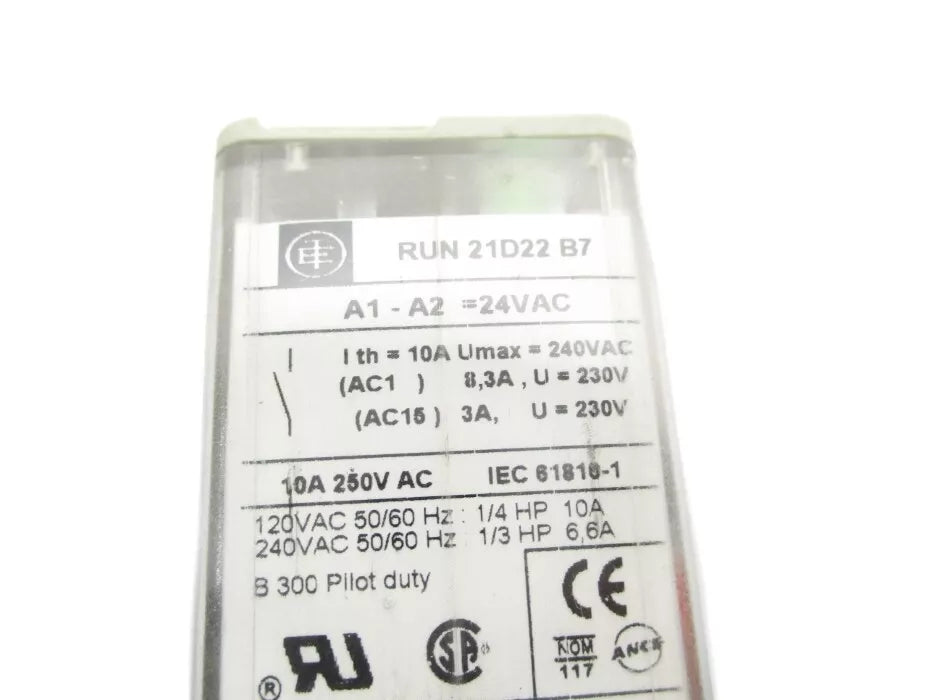 RUN 21D22 B7
A1 - A2 =24VAC
I th = 10A Umax = 240VAC
(AC1 ) 8,3A , U = 230V
(AC15 ) 3A, U = 230V
10A 250V AC IEC 61810-1
120VAC 50/60 Hz : 1/4 HP 10A
240VAC 50/60 Hz : 1/3 HP 6,6A
B 300 Pilot duty
CE
NOM
117
ANCE
®